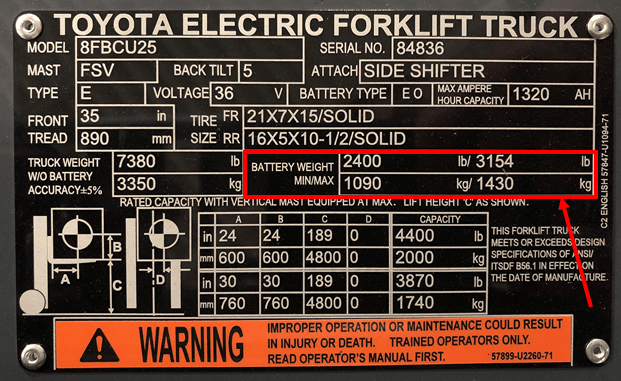 TOYOTA ELECTRIC FORKLIFT TRUCK
MODEL 8FBCU25 SERIAL NO. 84836
MAST FSV BACK TILT 5 ATTACH SIDE SHIFTER
TYPE E VOLTAGE 36 V BATTERY TYPE E O MAX AMPERE HOUR CAPACITY 1320 AH
FRONT TREAD 35 in TIRE SIZE FR 21X7X15/SOLID
890 mm RR 16X5X10-1/2/SOLID
TRUCK WEIGHT W/O BATTERY ACCURACY±5% 7380 lb BATTERY WEIGHT MIN/MAX 2400 lb/ 3154 lb
3350 kg 1090 kg/ 1430 kg
RATED CAPACITY WITH VERTICAL MAST EQUIPPED AT MAX. LIFT HEIGHT 'C' AS SHOWN.
A B C D CAPACITY
in 24 24 189 0 4400 lb
mm 600 600 4800 0 2000 kg
in 30 30 189 0 3870 lb
mm 760 760 4800 0 1740 kg
A B C D
THIS FORKLIFT TRUCK
MEETS OR EXCEEDS DESIGN
SPECIFICATIONS OF ANSI/
ITSDF B56.1 IN EFFECTION
THE DATE OF MANUFACTURE.
C2 ENGLISH 57847-U1094-71
WARNING
IMPROPER OPERATION OR MAINTENANCE COULD RESULT
IN INJURY OR DEATH. TRAINED OPERATORS ONLY.
READ OPERATOR'S MANUAL FIRST. 57899-U2260-71